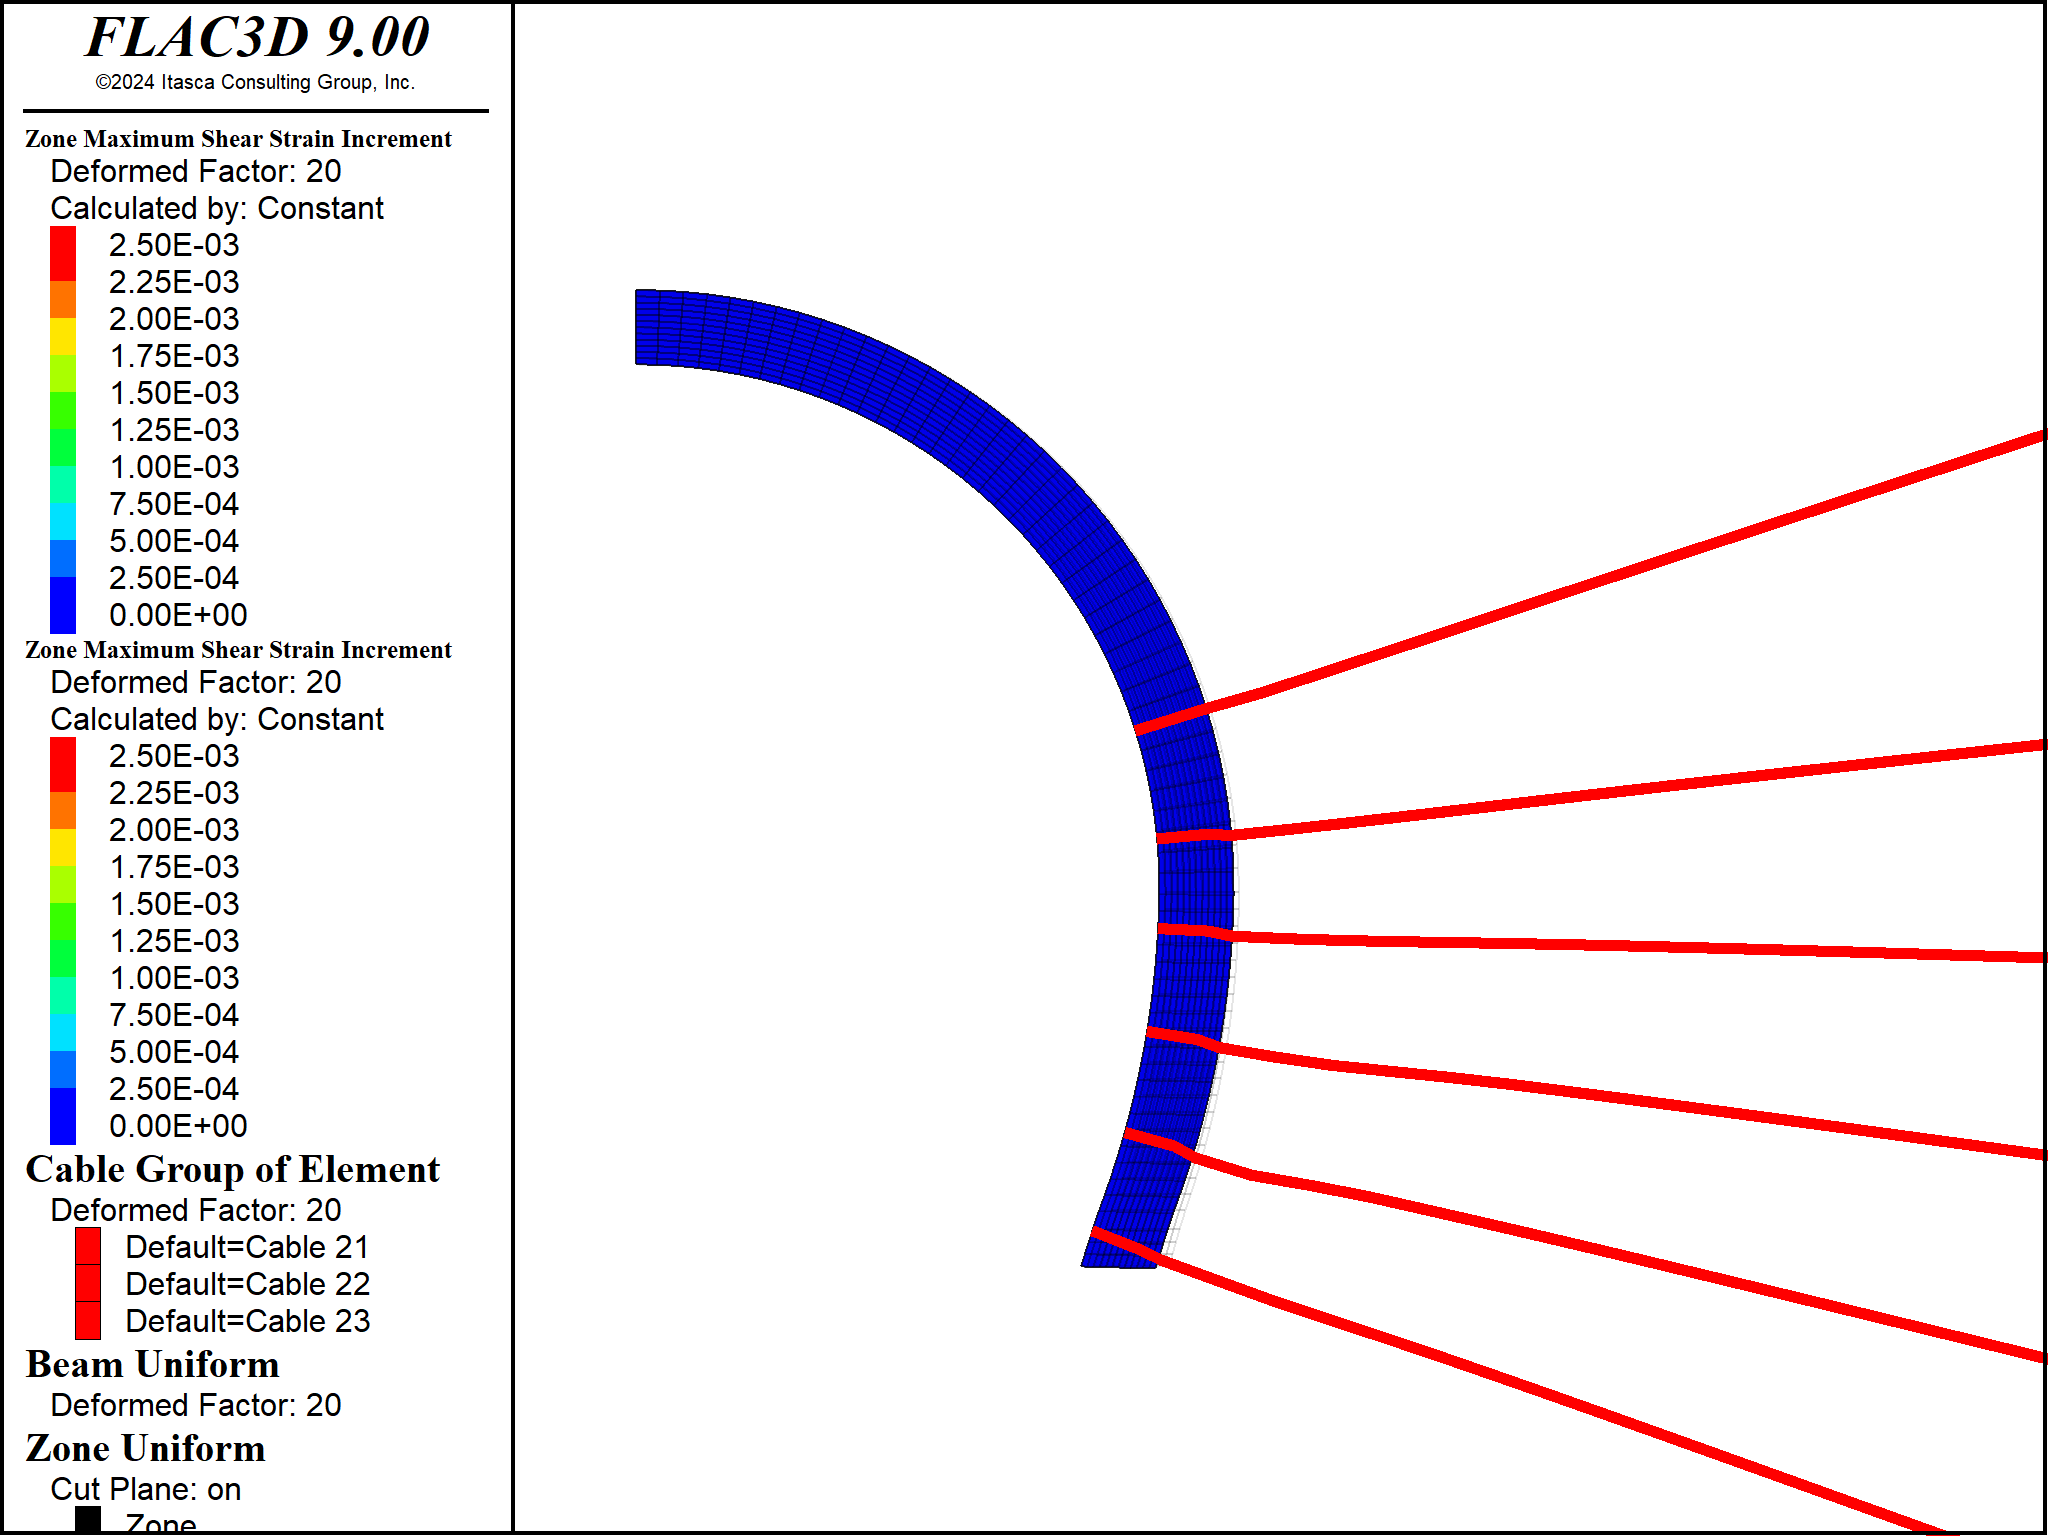 FLAC3D 9.00
©2024 Itasca Consulting Group, Inc.
Zone Maximum Shear Strain Increment
Deformed Factor: 20
Calculated by: Constant
2.50E-03
2.25E-03
2.00E-03
1.75E-03
1.50E-03
1.25E-03
1.00E-03
7.50E-04
5.00E-04
2.50E-04
0.00E+00
Zone Maximum Shear Strain Increment
Deformed Factor: 20
Calculated by: Constant
2.50E-03
2.25E-03
2.00E-03
1.75E-03
1.50E-03
1.25E-03
1.00E-03
7.50E-04
5.00E-04
2.50E-04
0.00E+00
Cable Group of Element
Deformed Factor: 20
Default=Cable 21
Default=Cable 22
Default=Cable 23
Beam Uniform
Deformed Factor: 20
Zone Uniform
Cut Plane: on
Zone